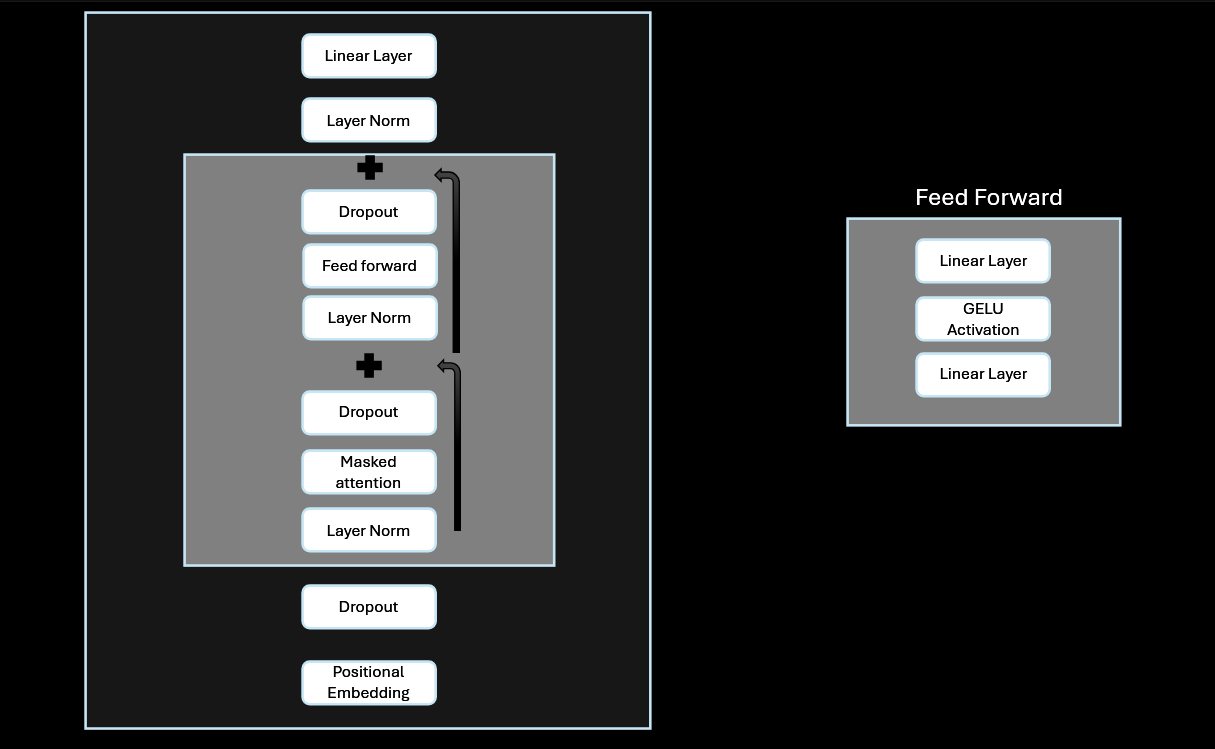 Linear Layer
Layer Norm
Dropout
Feed forward
Layer Norm
Dropout
Masked
attention
Layer Norm
Dropout
Positional
Embedding
Feed Forward
Linear Layer
GELU
Activation
Linear Layer